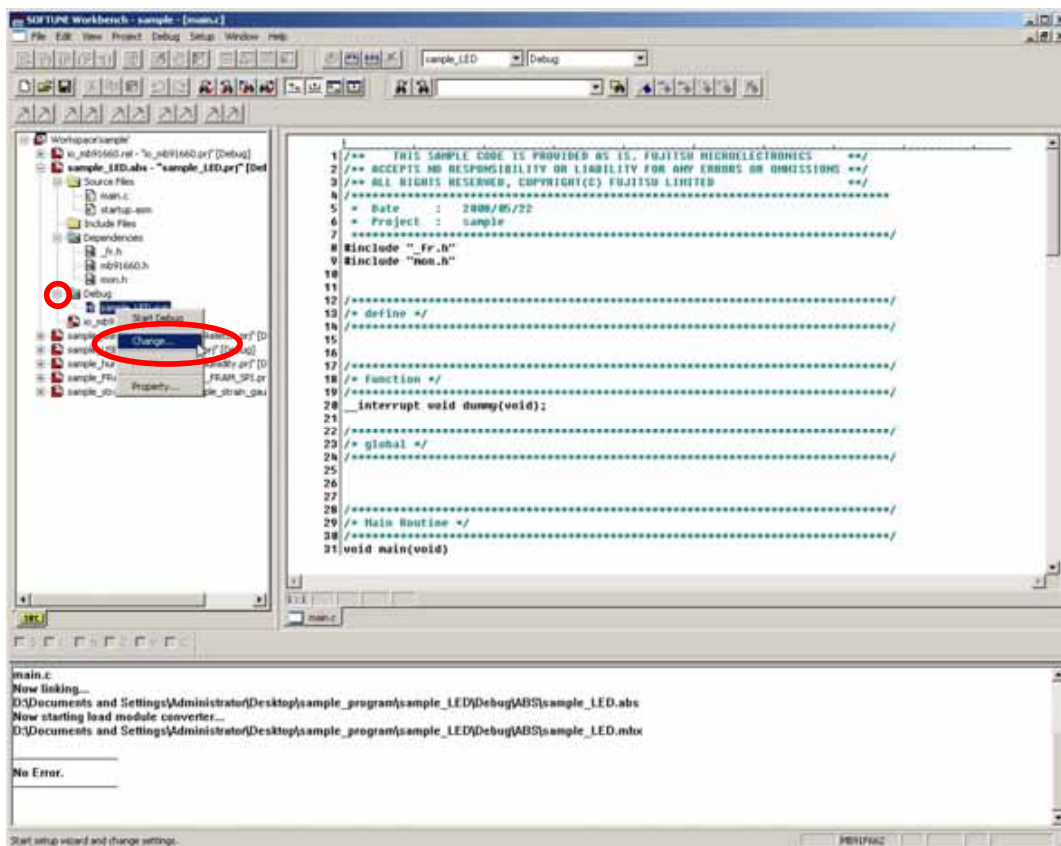 SOFTUNE Workbench - sample - [main.c]
File Edit View Project Debug Setup Window Help
sample_LED Debug
Workspace'sample'
io_mb91660.rel - "io_mb91660.prj" [Debug]
sample_LED.abs - "sample_LED.prj" [Deb
Source Files
main.c
startup.asm
Include Files
Dependencies
_fr.h
mb91660.h
mon.h
Debug
Start Debug
Change...
Property...
SRC
1 /** THIS SAMPLE CODE IS PROVIDED AS IS. FUJITSU MICROELECTRONICS **/
2 /** ACCEPTS NO RESPONSIBILITY OR LIABILITY FOR ANY ERRORS OR OMMISSIONS **/
3 /** ALL RIGHTS RESERVED, COPYRIGHT(C) FUJITSU LIMITED **/
4 /*****************************************************************************
5 * Date : 2008/05/22
6 * Project : sample
7 *****************************************************************************/
8 #include "_fr.h"
9 #include "mon.h"
10
11
12 /****************************************************************************/
13 /* define */
14 /****************************************************************************/
15
16
17 /****************************************************************************/
18 /* function */
19 /****************************************************************************/
20 __interrupt void dummy(void);
21
22 /****************************************************************************/
23 /* global */
24 /****************************************************************************/
25
26
27
28 /****************************************************************************/
29 /* Main Routine */
30 /****************************************************************************/
31 void main(void)
1:1
main.c
S I N Z V C
main.c
Now linking...
D:\Documents and Settings\Administrator\Desktop\sample_program\sample_LED\Debug\ABS\sample_LED.abs
Now starting load module converter...
D:\Documents and Settings\Administrator\Desktop\sample_program\sample_LED\Debug\ABS\sample_LED.mhx
No Error.
Start setup wizard and change settings.
MB91F662